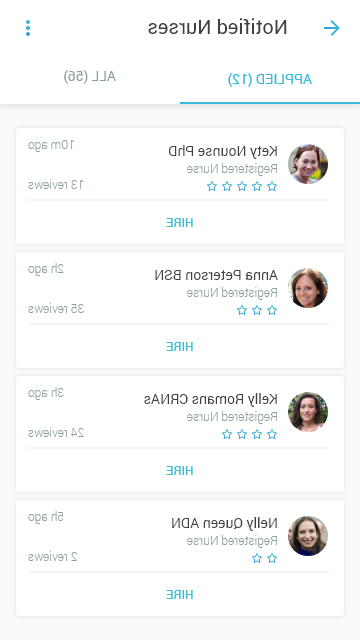 Notified Nurses
APPLIED (12)
ALL (56)
Kety Nounse PhD
10m ago
Registered Nurse
13 reviews
HIRE
Anna Peterson BSN
2h ago
Registered Nurse
35 reviews
HIRE
Kelly Romans CRNAs
3h ago
Registered Nurse
24 reviews
HIRE
Nelly Queen ADN
5h ago
Registered Nurse
2 reviews
HIRE